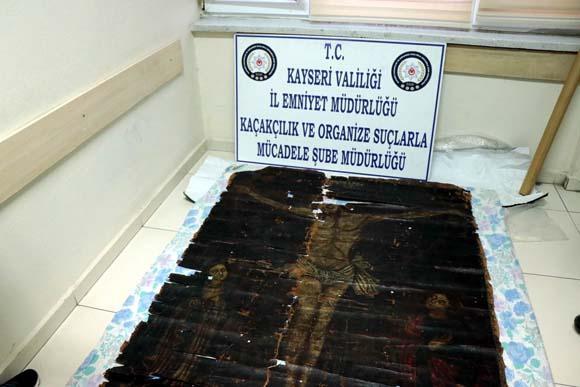 T.C.
KAYSERİ VALİLİĞİ
İL EMNİYET MÜDÜRLÜĞÜ
KAÇAKÇILIK VE ORGANİZE SUÇLARLA
MÜCADELE ŞUBE MÜDÜRLÜĞÜ